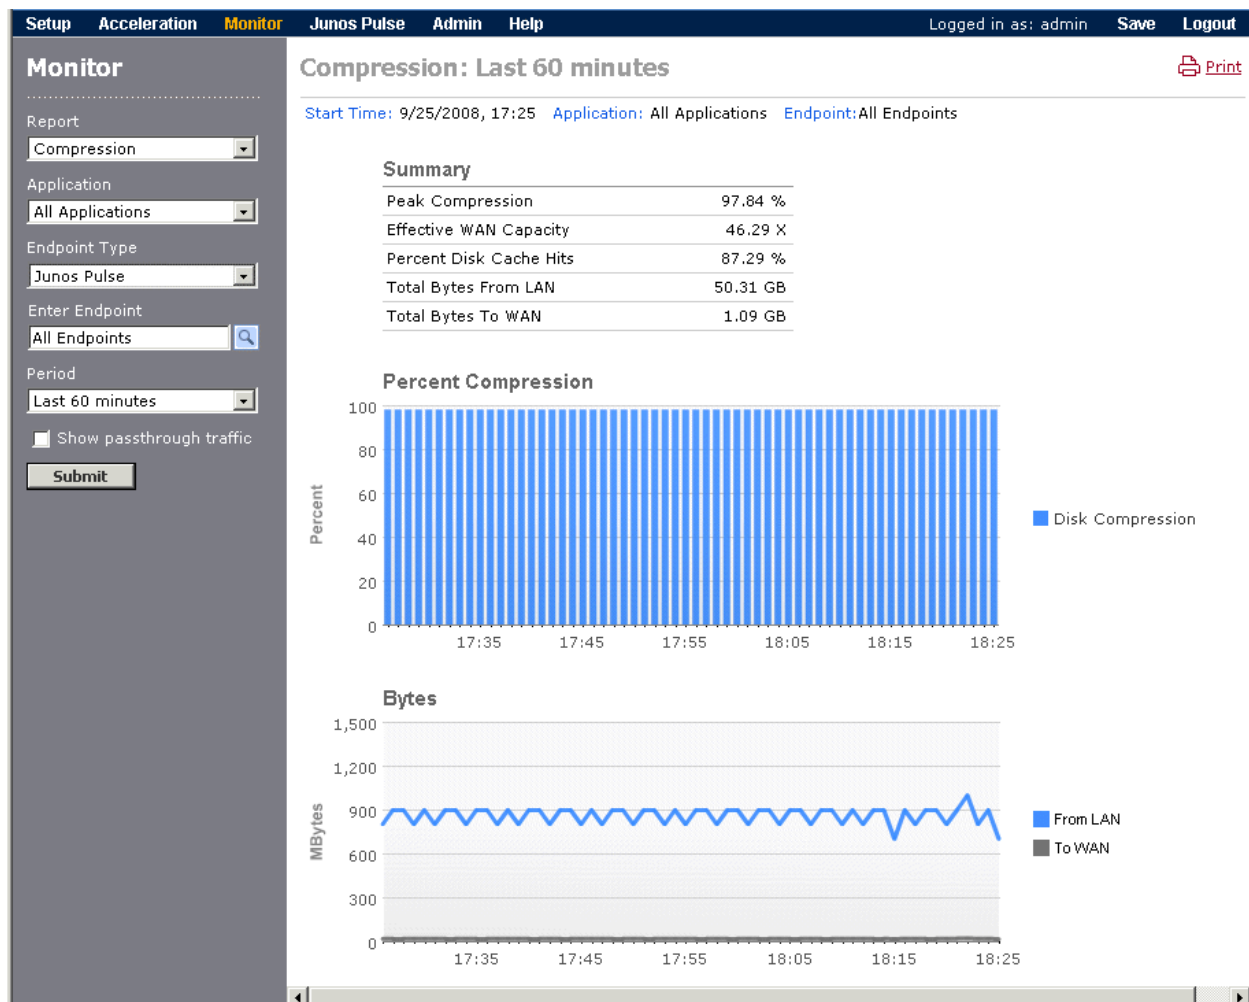 Setup Acceleration Monitor Junos Pulse Admin Help Logged in as: admin Save Logout
Monitor
Report
Compression
Application
All Applications
Endpoint Type
Junos Pulse
Enter Endpoint
All Endpoints
Period
Last 60 minutes
Show passthrough traffic
Submit
Compression: Last 60 minutes
Print
Start Time: 9/25/2008, 17:25 Application: All Applications Endpoint:All Endpoints
Summary
Peak Compression 97.84 %
Effective WAN Capacity 46.29 X
Percent Disk Cache Hits 87.29 %
Total Bytes From LAN 50.31 GB
Total Bytes To WAN 1.09 GB
Percent Compression
100
80
60
40
20
0
Percent
17:35 17:45 17:55 18:05 18:15 18:25
Disk Compression
Bytes
1,500
1,200
900
600
300
0
MBytes
17:35 17:45 17:55 18:05 18:15 18:25
From LAN
To WAN